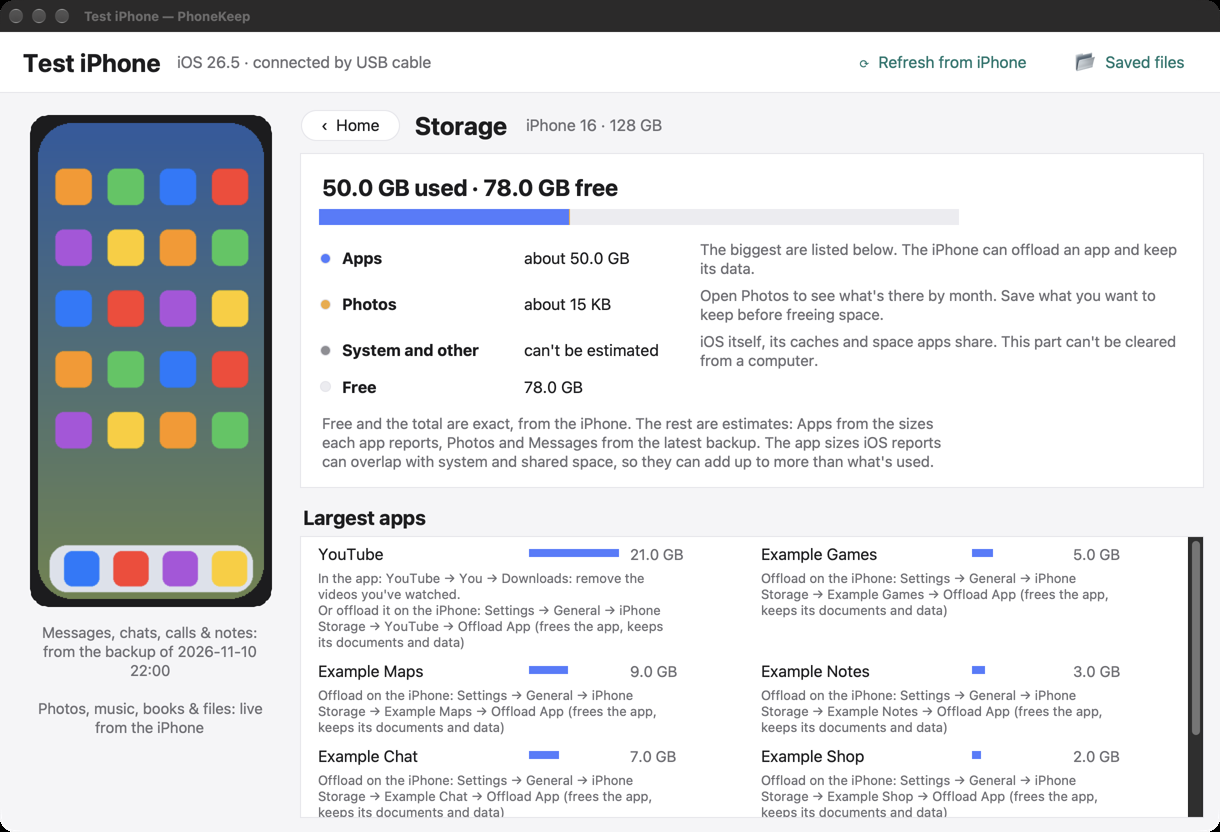 Test iPhone — PhoneKeep
Test iPhone iOS 26.5 · connected by USB cable
Refresh from iPhone
Saved files
‹ Home
Storage iPhone 16 · 128 GB
50.0 GB used · 78.0 GB free
Apps about 50.0 GB
The biggest are listed below. The iPhone can offload an app and keep
its data.
Photos about 15 KB
Open Photos to see what's there by month. Save what you want to
keep before freeing space.
System and other can't be estimated
iOS itself, its caches and space apps share. This part can't be cleared
from a computer.
Free 78.0 GB
Free and the total are exact, from the iPhone. The rest are estimates: Apps from the sizes
each app reports, Photos and Messages from the latest backup. The app sizes iOS reports
can overlap with system and shared space, so they can add up to more than what's used.
Largest apps
YouTube 21.0 GB
In the app: YouTube → You → Downloads: remove the
videos you've watched.
Or offload it on the iPhone: Settings → General → iPhone
Storage → YouTube → Offload App (frees the app, keeps
its documents and data)
Example Games 5.0 GB
Offload on the iPhone: Settings → General → iPhone
Storage → Example Games → Offload App (frees the app,
keeps its documents and data)
Example Maps 9.0 GB
Offload on the iPhone: Settings → General → iPhone
Storage → Example Maps → Offload App (frees the app,
keeps its documents and data)
Example Notes 3.0 GB
Offload on the iPhone: Settings → General → iPhone
Storage → Example Notes → Offload App (frees the app,
keeps its documents and data)
Example Chat 7.0 GB
Offload on the iPhone: Settings → General → iPhone
Storage → Example Chat → Offload App (frees the app,
keeps its documents and data)
Example Shop 2.0 GB
Offload on the iPhone: Settings → General → iPhone
Storage → Example Shop → Offload App (frees the app,
keeps its documents and data)
Messages, chats, calls & notes:
from the backup of 2026-11-10
22:00
Photos, music, books & files: live
from the iPhone